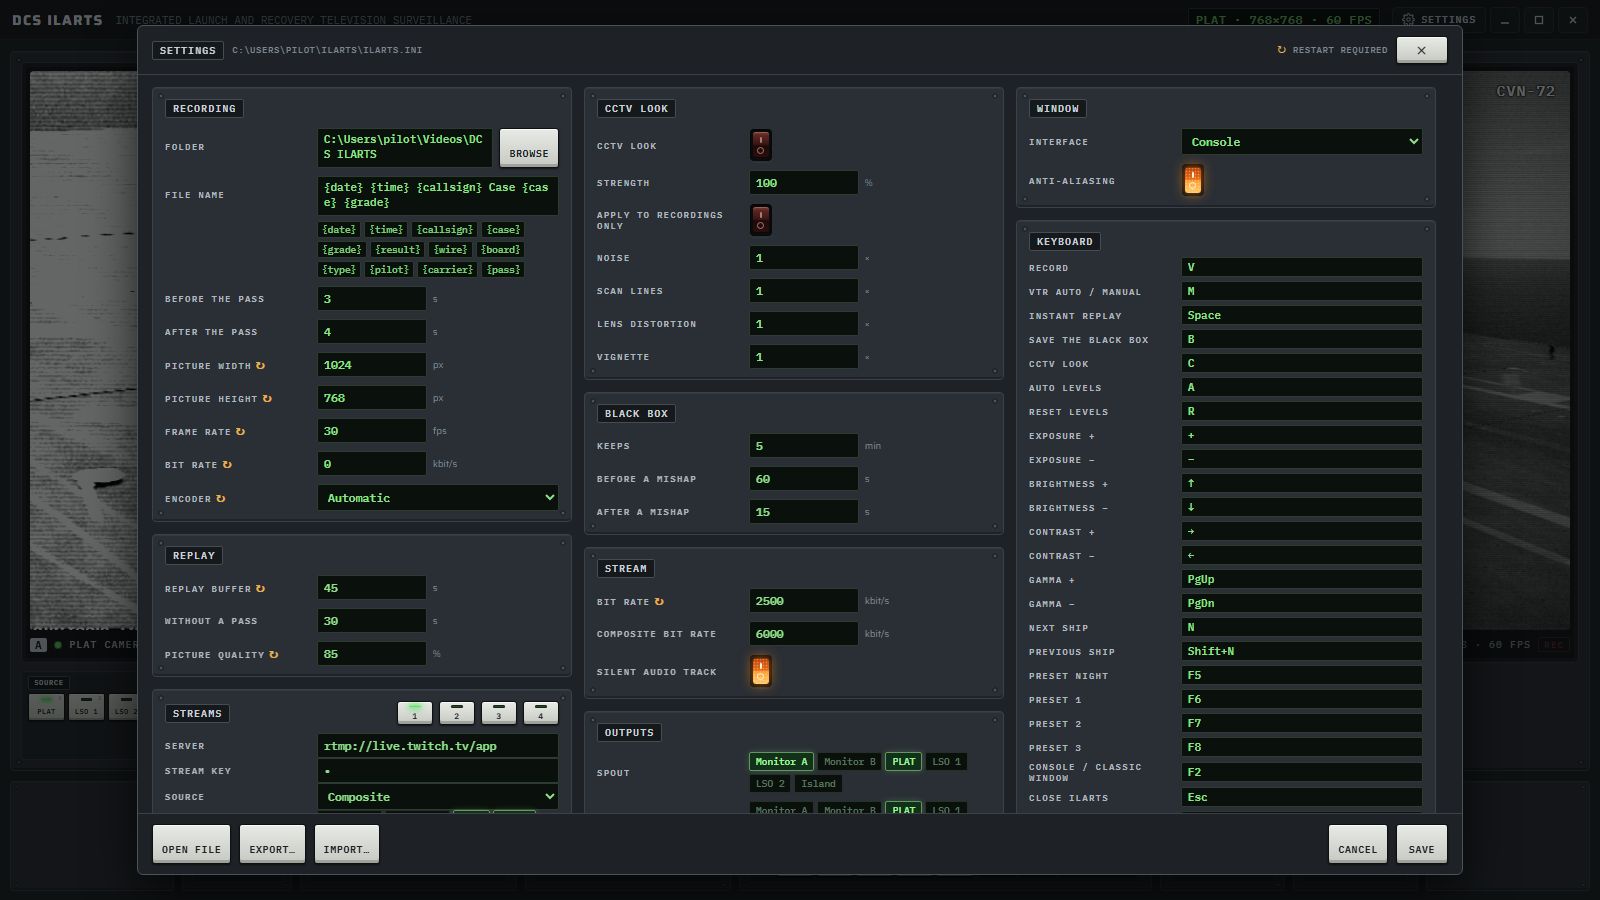 DCS ILARTS INTEGRATED LAUNCH AND RECOVERY TELEVISION SURVEILLANCE
PLAT · 768×768 · 60 FPS
SETTINGS
SETTINGS
C:\USERS\PILOT\ILARTS\ILARTS.INI
↻ RESTART REQUIRED
CVN-72
RECORDING
FOLDER
C:\Users\pilot\Videos\DC
S ILARTS
BROWSE
FILE NAME
{date} {time} {callsign} Case {cas
e} {grade}
{date} {time} {callsign} {case}
{grade} {result} {wire} {board}
{type} {pilot} {carrier} {pass}
BEFORE THE PASS 3 s
AFTER THE PASS 4 s
PICTURE WIDTH ↻ 1024 px
PICTURE HEIGHT ↻ 768 px
FRAME RATE ↻ 30 fps
BIT RATE ↻ 0 kbit/s
ENCODER ↻ Automatic
REPLAY
REPLAY BUFFER ↻ 45 s
WITHOUT A PASS 30 s
PICTURE QUALITY ↻ 85 %
STREAMS 1 2 3 4
SERVER rtmp://live.twitch.tv/app
STREAM KEY •
SOURCE Composite
CCTV LOOK
CCTV LOOK
STRENGTH 100 %
APPLY TO RECORDINGS
ONLY
NOISE 1 ×
SCAN LINES 1 ×
LENS DISTORTION 1 ×
VIGNETTE 1 ×
BLACK BOX
KEEPS 5 min
BEFORE A MISHAP 60 s
AFTER A MISHAP 15 s
STREAM
BIT RATE ↻ 2500 kbit/s
COMPOSITE BIT RATE 6000 kbit/s
SILENT AUDIO TRACK
OUTPUTS
SPOUT
Monitor A Monitor B PLAT LSO 1
LSO 2 Island
Monitor A Monitor B PLAT LSO 1
WINDOW
INTERFACE Console
ANTI-ALIASING
KEYBOARD
RECORD V
VTR AUTO / MANUAL M
INSTANT REPLAY Space
SAVE THE BLACK BOX B
CCTV LOOK C
AUTO LEVELS A
RESET LEVELS R
EXPOSURE + +
EXPOSURE − −
BRIGHTNESS + ↑
BRIGHTNESS − ↓
CONTRAST + →
CONTRAST − ←
GAMMA + PgUp
GAMMA − PgDn
NEXT SHIP N
PREVIOUS SHIP Shift+N
PRESET NIGHT F5
PRESET 1 F6
PRESET 2 F7
PRESET 3 F8
CONSOLE / CLASSIC
WINDOW F2
CLOSE ILARTS Esc
OPEN FILE
EXPORT…
IMPORT…
CANCEL
SAVE
A PLAT CAMER
S · 60 FPS REC
SOURCE
PLAT LSO 1 LSO 2